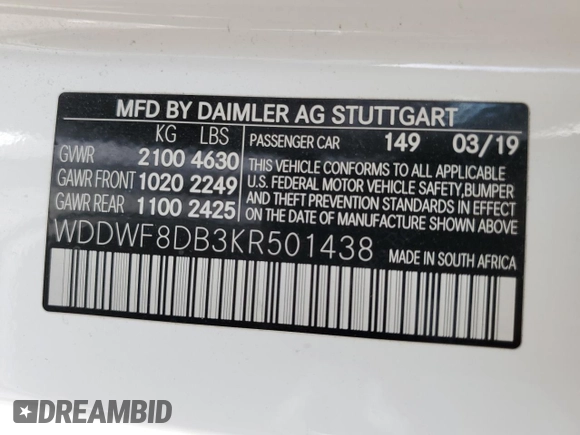 MFD BY DAIMLER AG STUTTGART
KG LBS
GVWR 2100 4630
GAWR FRONT 1020 2249
GAWR REAR 1100 2425
PASSENGER CAR 149 03/19
THIS VEHICLE CONFORMS TO ALL APPLICABLE
U.S. FEDERAL MOTOR VEHICLE SAFETY, BUMPER
AND THEFT PREVENTION STANDARDS IN EFFECT
ON THE DATE OF MANUFACTURE SHOWN ABOVE.
WDDWF8DB3KR501438
MADE IN SOUTH AFRICA
DREAMBID